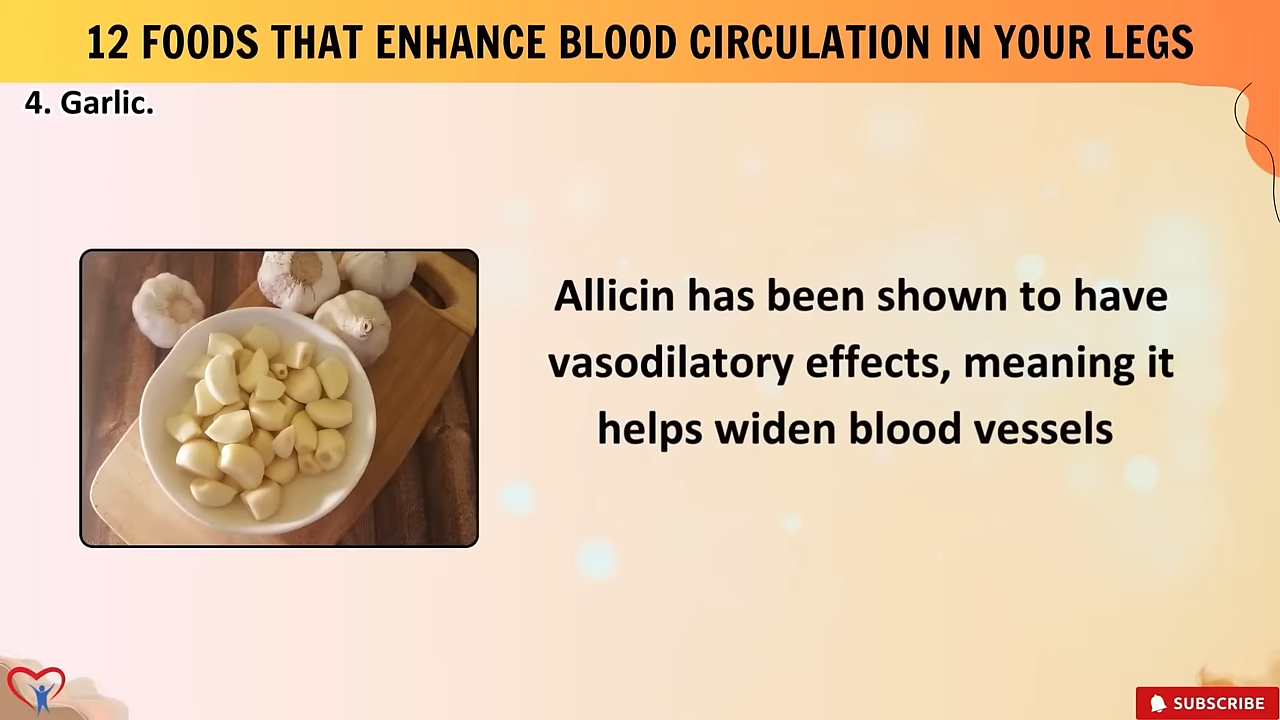 12 FOODS THAT ENHANCE BLOOD CIRCULATION IN YOUR LEGS
4. Garlic.
Allicin has been shown to have
vasodilatory effects, meaning it
helps widen blood vessels
SUBSCRIBE